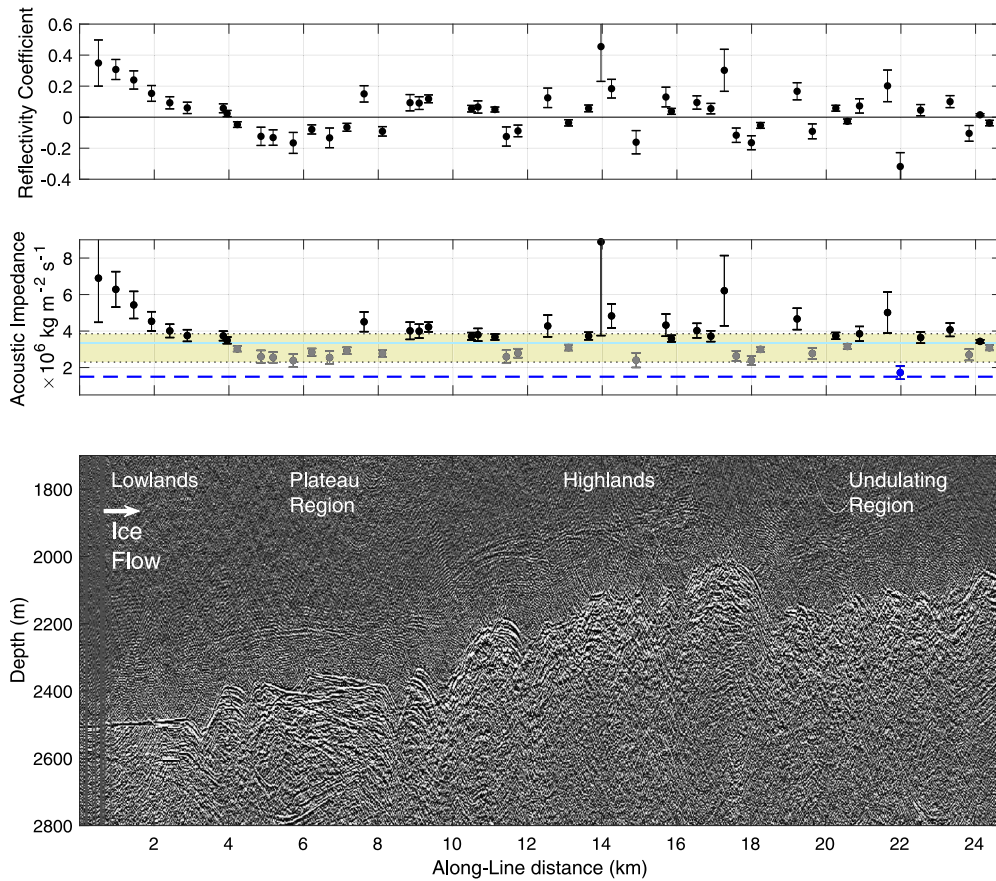 Reflectivity Coefficient
0.6
0.4
0.2
0
-0.2
-0.4
Acoustic Impedance
×10⁶ kg m⁻² s⁻¹
8
6
4
2
Lowlands
Plateau
Region
Highlands
Undulating
Region
Ice
Flow
Depth (m)
1800
2000
2200
2400
2600
2800
2 4 6 8 10 12 14 16 18 20 22 24
Along-Line distance (km)